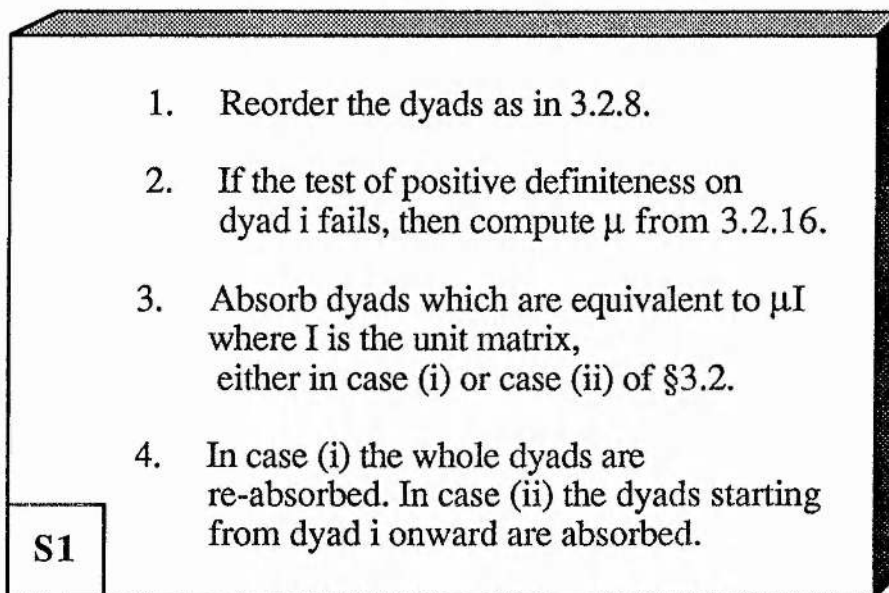 1. Reorder the dyads as in 3.2.8.
2. If the test of positive definiteness on
dyad i fails, then compute μ from 3.2.16.
3. Absorb dyads which are equivalent to μI
where I is the unit matrix,
either in case (i) or case (ii) of §3.2.
4. In case (i) the whole dyads are
re-absorbed. In case (ii) the dyads starting
from dyad i onward are absorbed.
S1